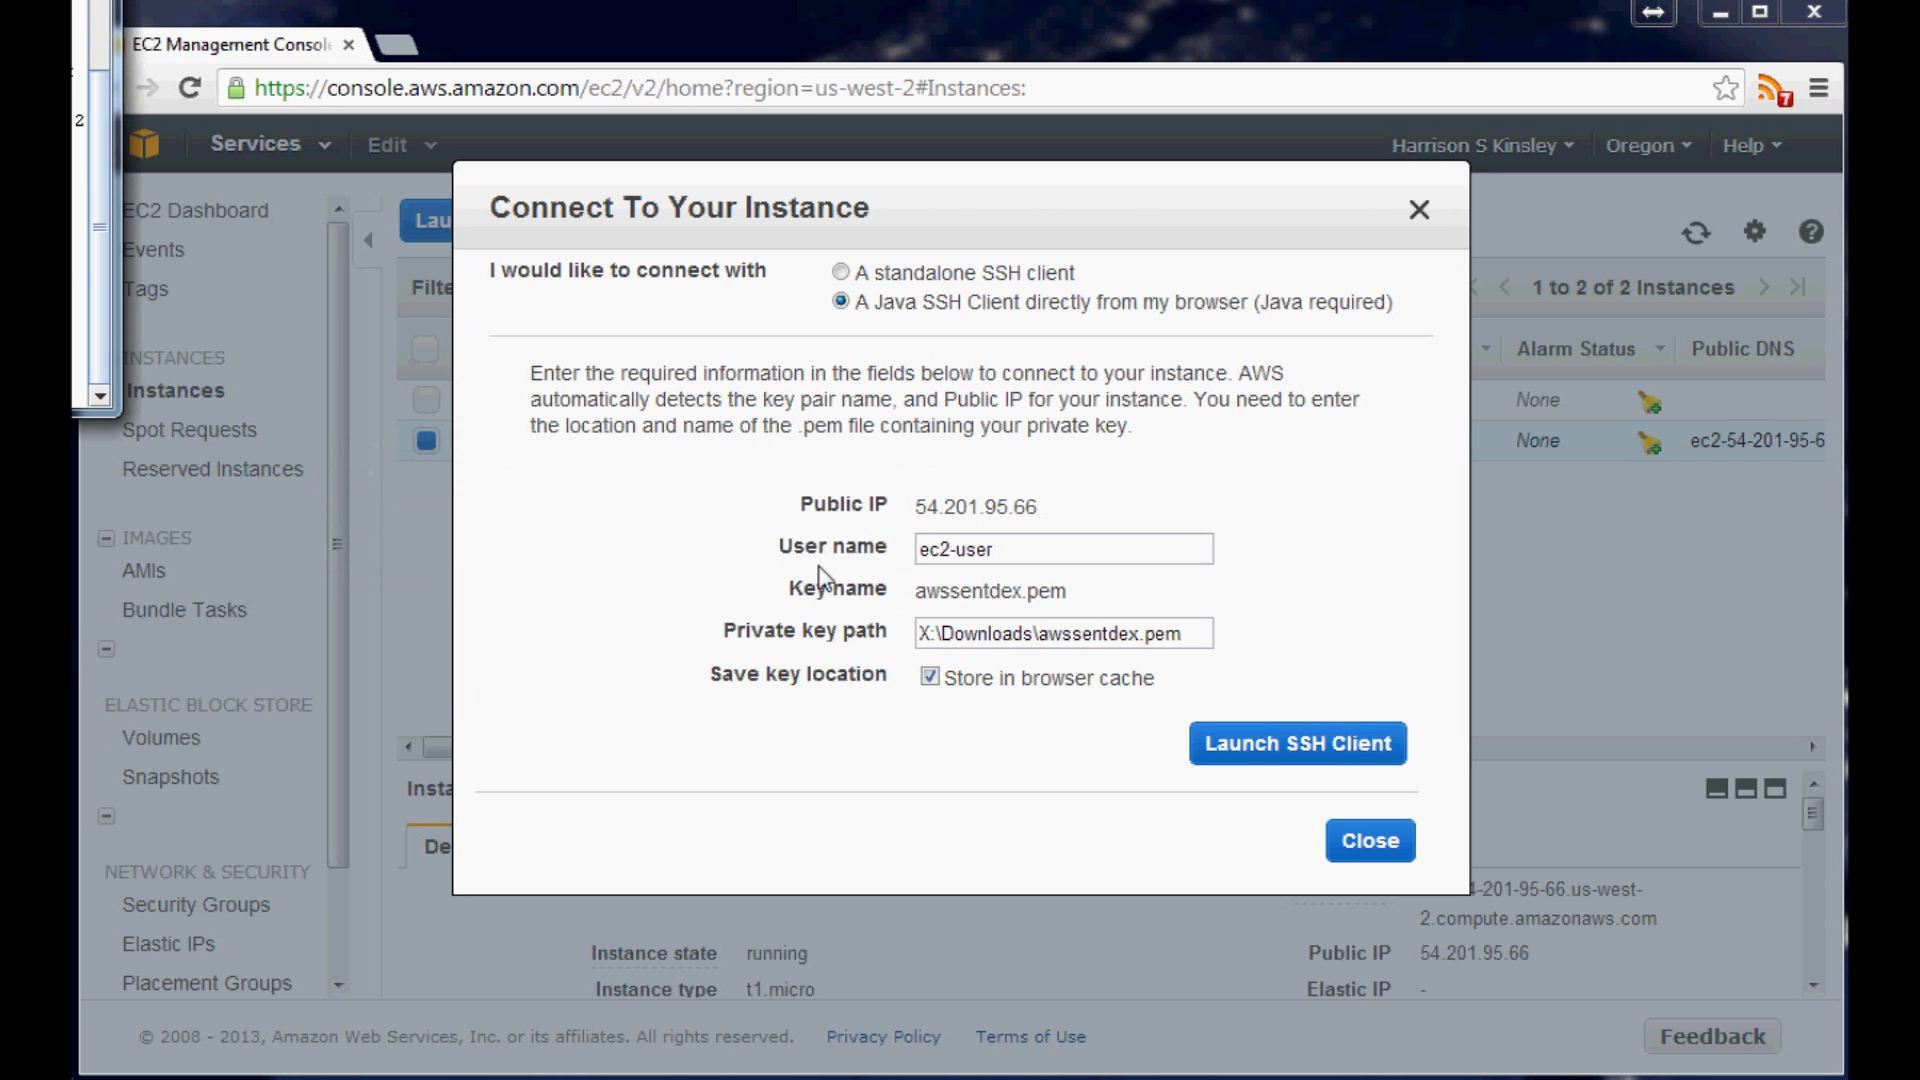 EC2 Management Consol
https://console.aws.amazon.com/ec2/v2/home?region=us-west-2#Instances:
7
2
Services
Edit
Harrison S Kinsley
Oregon
Help
EC2 Dashboard
Events
Tags
INSTANCES
Instances
Spot Requests
Reserved Instances
IMAGES
AMIs
Bundle Tasks
ELASTIC BLOCK STORE
Volumes
Snapshots
NETWORK & SECURITY
Security Groups
Elastic IPs
Placement Groups
Lau
Filte
1 to 2 of 2 Instances
Alarm Status
Public DNS
None
None
ec2-54-201-95-6
Connect To Your Instance
I would like to connect with
A standalone SSH client
A Java SSH Client directly from my browser (Java required)
Enter the required information in the fields below to connect to your instance. AWS
automatically detects the key pair name, and Public IP for your instance. You need to enter
the location and name of the .pem file containing your private key.
Public IP 54.201.95.66
User name ec2-user
Key name awssentdex.pem
Private key path X:\Downloads\awssentdex.pem
Save key location Store in browser cache
Launch SSH Client
Close
Insta
De
4-201-95-66.us-west-
2.compute.amazonaws.com
Instance state running
Public IP 54.201.95.66
Instance type t1.micro
Elastic IP -
© 2008 - 2013, Amazon Web Services, Inc. or its affiliates. All rights reserved.
Privacy Policy
Terms of Use
Feedback